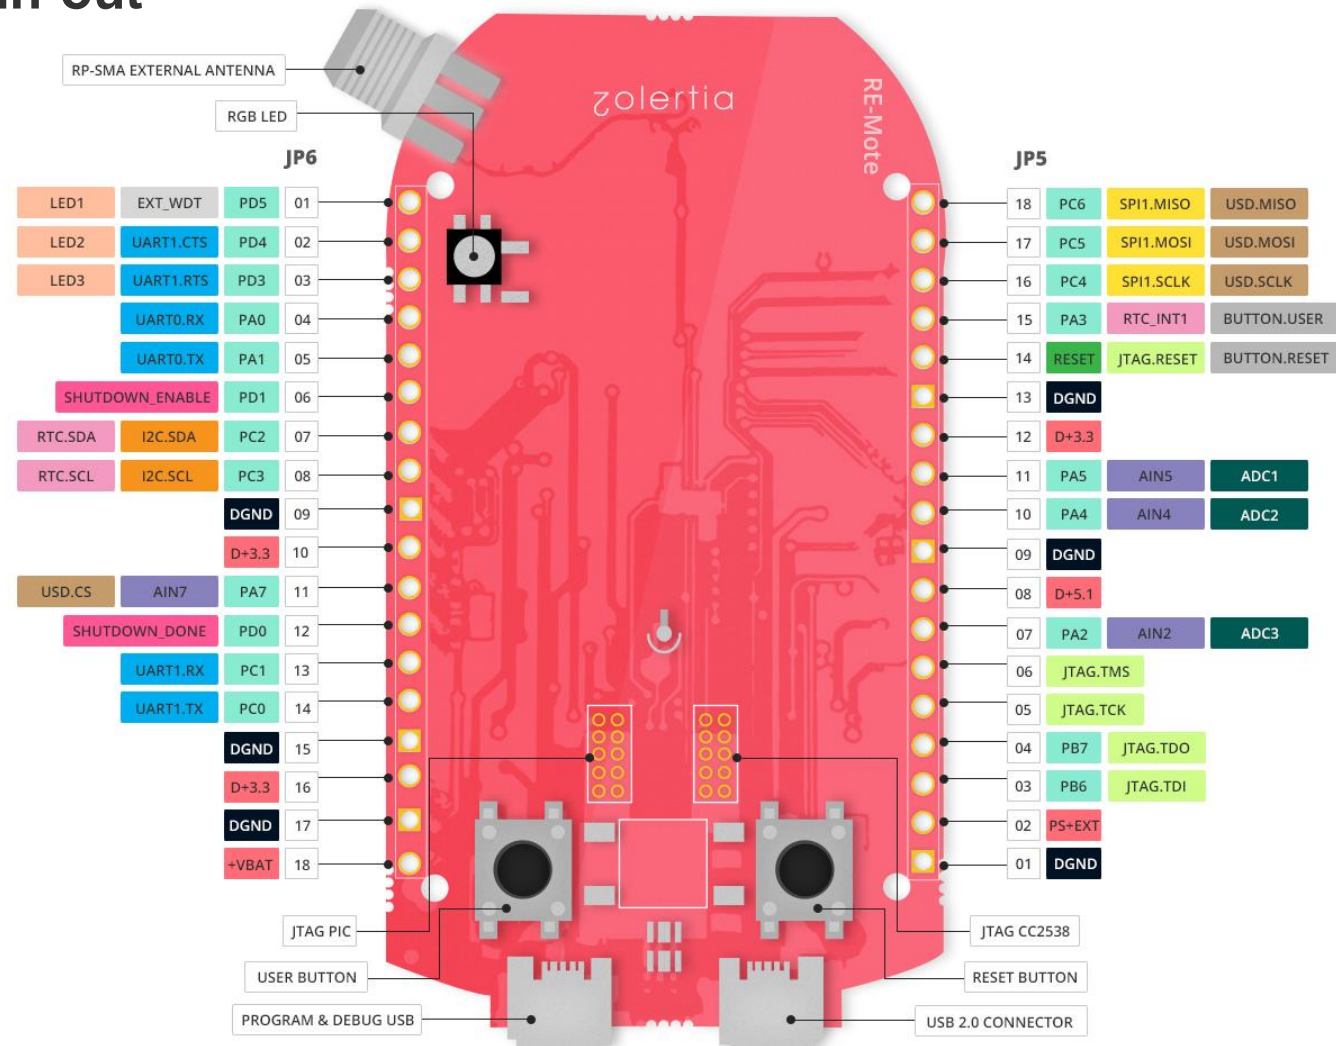 RP-SMA EXTERNAL ANTENNA
RGB LED
zolertia
RE-Mote
JP6
LED1 EXT_WDT PD5 01
LED2 UART1.CTS PD4 02
LED3 UART1.RTS PD3 03
UART0.RX PA0 04
UART0.TX PA1 05
SHUTDOWN_ENABLE PD1 06
RTC.SDA I2C.SDA PC2 07
RTC.SCL I2C.SCL PC3 08
DGND 09
D+3.3 10
USD.CS AIN7 PA7 11
SHUTDOWN_DONE PD0 12
UART1.RX PC1 13
UART1.TX PC0 14
DGND 15
D+3.3 16
DGND 17
+VBAT 18
JP5
18 PC6 SPI1.MISO USD.MISO
17 PC5 SPI1.MOSI USD.MOSI
16 PC4 SPI1.SCLK USD.SCLK
15 PA3 RTC_INT1 BUTTON.USER
14 RESET JTAG.RESET BUTTON.RESET
13 DGND
12 D+3.3
11 PA5 AIN5 ADC1
10 PA4 AIN4 ADC2
09 DGND
08 D+5.1
07 PA2 AIN2 ADC3
06 JTAG.TMS
05 JTAG.TCK
04 PB7 JTAG.TDO
03 PB6 JTAG.TDI
02 PS+EXT
01 DGND
JTAG PIC
USER BUTTON
PROGRAM & DEBUG USB
JTAG CC2538
RESET BUTTON
USB 2.0 CONNECTOR